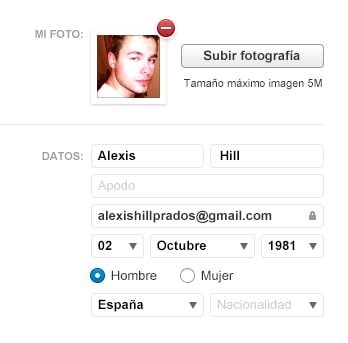 MI FOTO:
Subir fotografía
Tamaño máximo imagen 5M
DATOS:
Alexis Hill
Apodo
alexishillprados@gmail.com
02 Octubre 1981
Hombre Mujer
España Nacionalidad